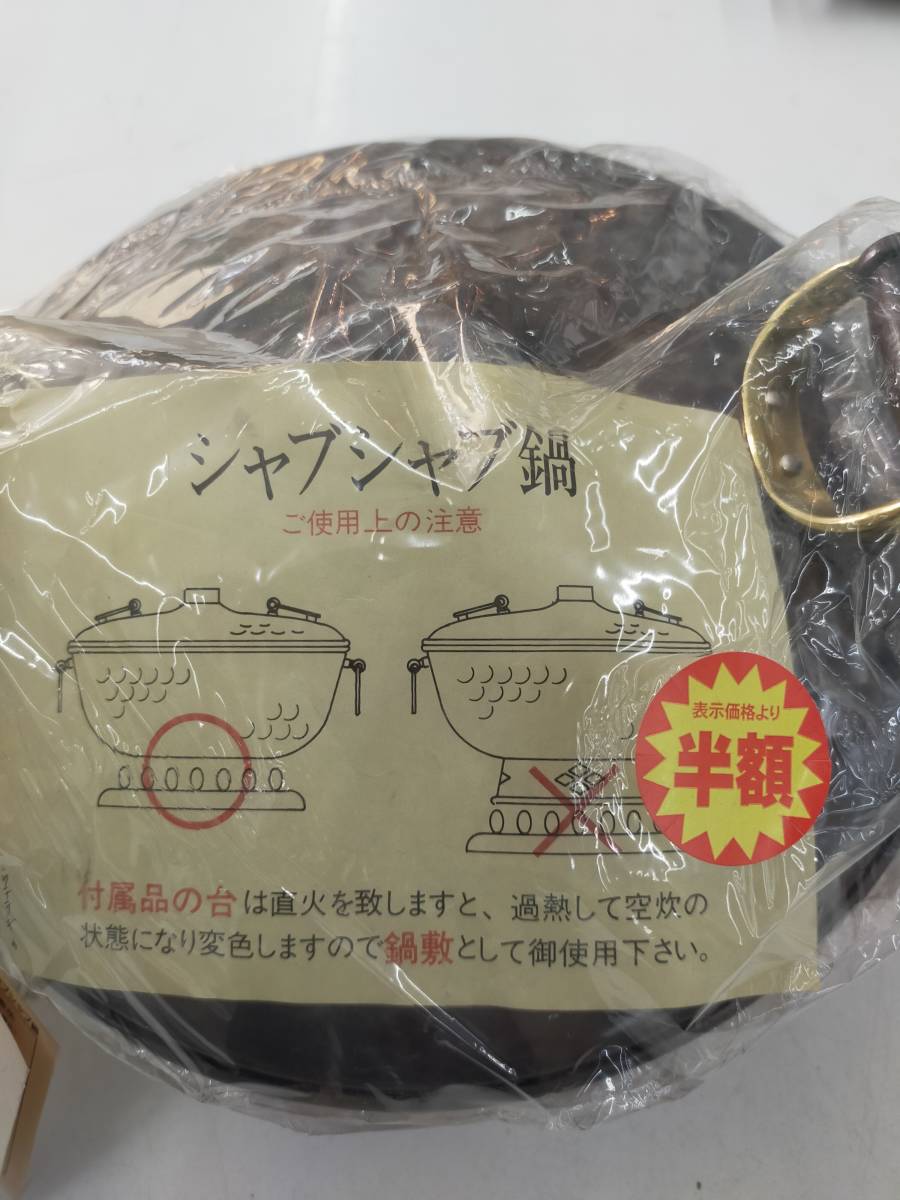 シャブシャブ鍋
ご使用上の注意
表示価格より
半額
付属品の台は直火を致しますと、過熱して空炊の
状態になり変色しますので鍋敷として御使用下さい。